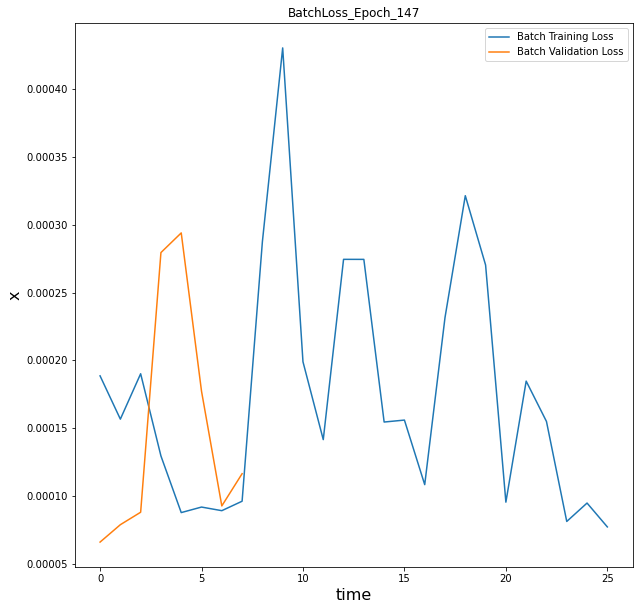 BatchLoss_Epoch_147
Batch Training Loss
Batch Validation Loss
0.00040
0.00035
0.00030
0.00025
0.00020
0.00015
0.00010
0.00005
x
0 5 10 15 20 25
time